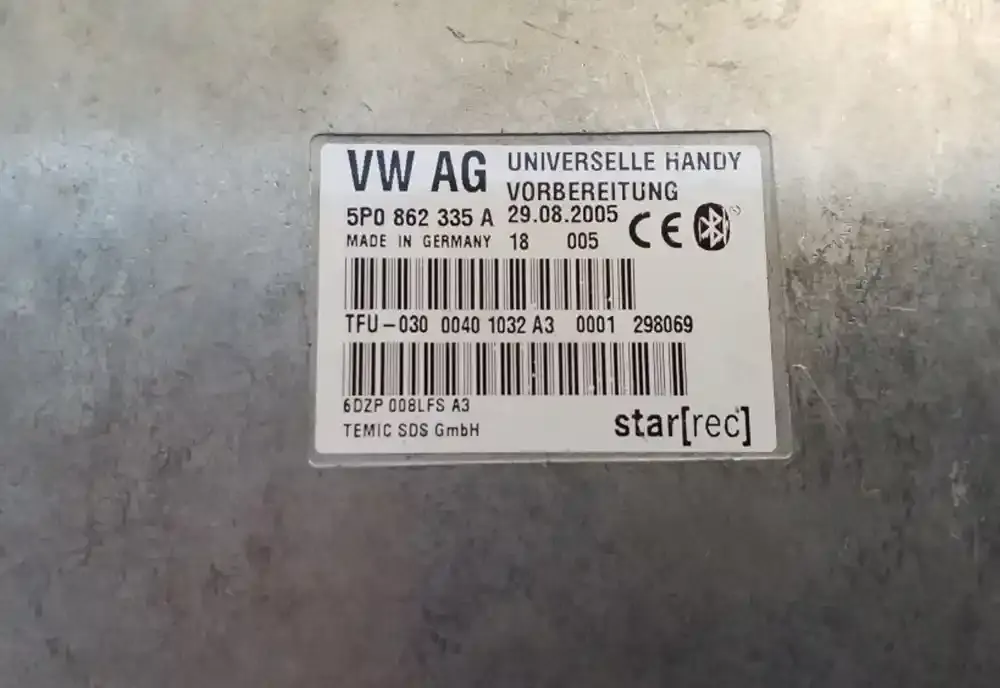 VW AG UNIVERSELLE HANDY
VORBEREITUNG
5P0 862 335 A 29.08.2005
MADE IN GERMANY 18 005 CE
TFU-030 0040 1032 A3 0001 298069
6DZP 008LFS A3
TEMIC SDS GmbH star[rec]